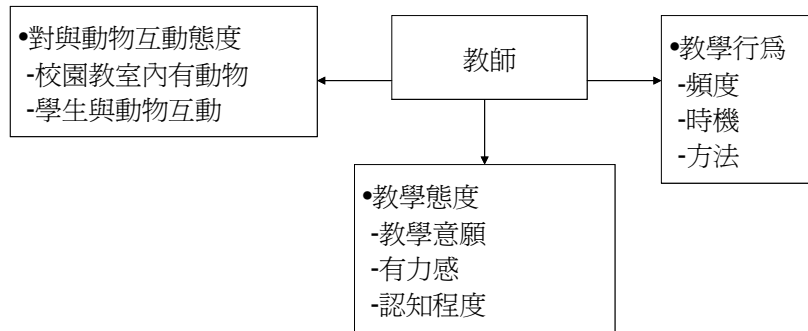 •對與動物互動態度
-校園教室內有動物
-學生與動物互動
教師
•教學行爲
-頻度
-時機
-方法
•教學態度
-教學意願
-有力感
-認知程度